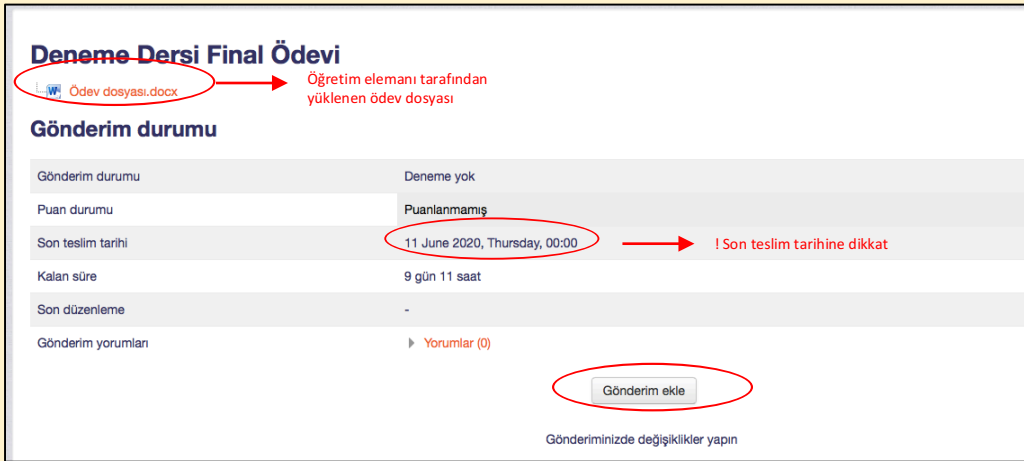 Deneme Dersi Final Ödevi
Ödev dosyası.docx
Öğretim elemanı tarafından
yüklenen ödev dosyası
Gönderim durumu
Gönderim durumu Deneme yok
Puan durumu Puanlanmamış
Son teslim tarihi 11 June 2020, Thursday, 00:00 ! Son teslim tarihine dikkat
Kalan süre 9 gün 11 saat
Son düzenleme -
Gönderim yorumları Yorumlar (0)
Gönderim ekle
Gönderiminizde değişiklikler yapın